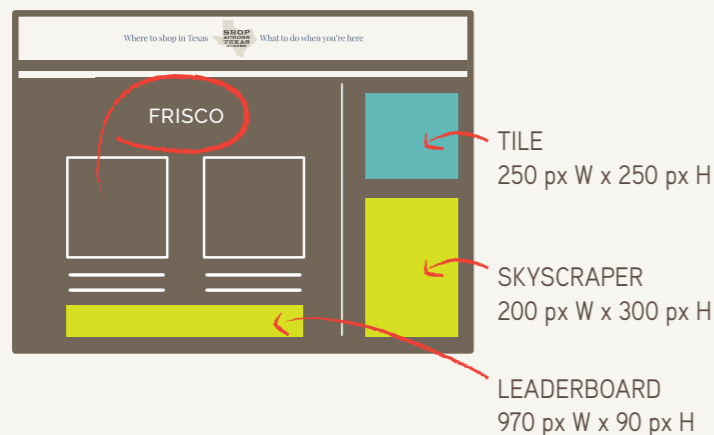 Where to shop in Texas
SHOP
ACROSS
TEXAS
What to do when you're here
FRISCO
TILE
250 px W x 250 px H
SKYSCRAPER
200 px W x 300 px H
LEADERBOARD
970 px W x 90 px H